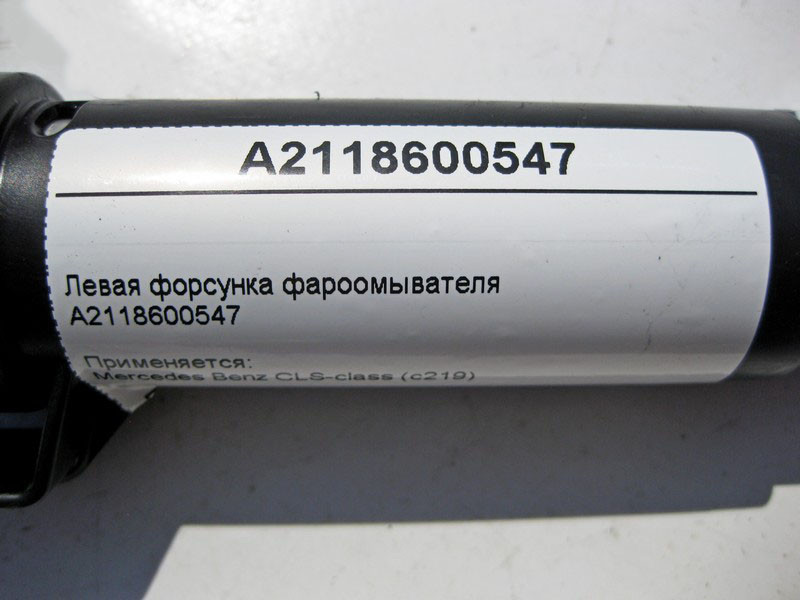 A2118600547
Левая форсунка фароомывателя
A2118600547
Применяется:
Mercedes Benz CLS-class (c219)